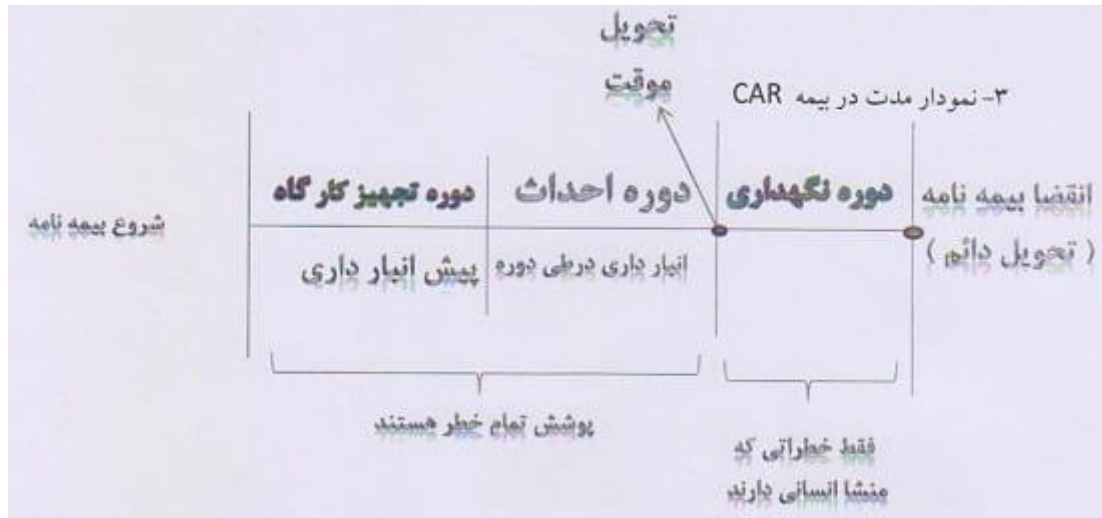 تحویل
موقت
۳- نمودار مدت در بیمه CAR
شروع بیمه نامه
دوره تجهیز کار گاه
دوره احداث
دوره نگهداری
انقضا بیمه نامه
( تحویل دائم )
پیش انبار داری
انبار داری درطی دوره
پوشش تمام خطر هستند
فقط خطراتی که
منشا انسانی دارند